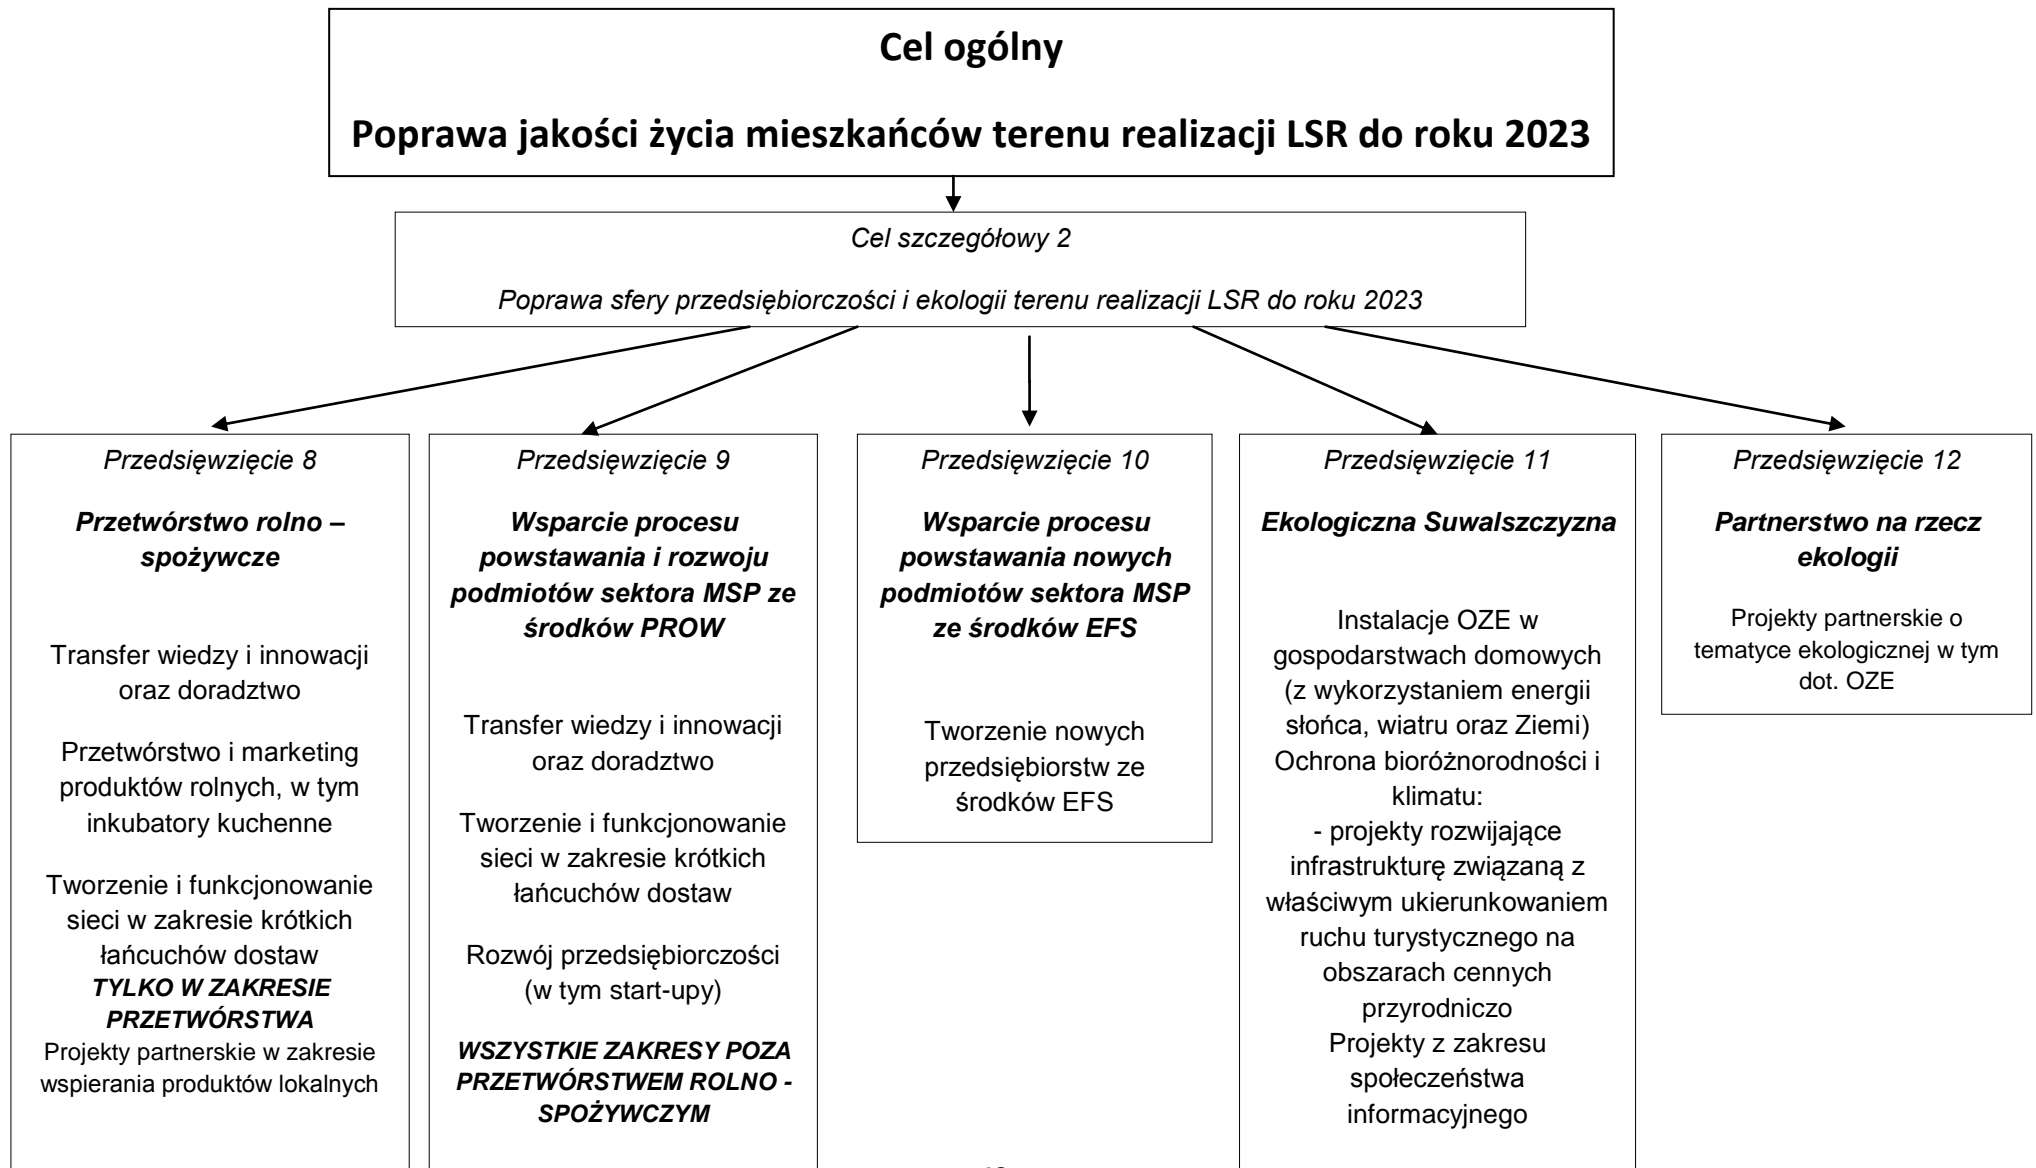 Cel ogólny
Poprawa jakości życia mieszkańców terenu realizacji LSR do roku 2023
Cel szczegółowy 2
Poprawa sfery przedsiębiorczości i ekologii terenu realizacji LSR do roku 2023
Przedsięwzięcie 8
Przetwórstwo rolno –
spożywcze
Transfer wiedzy i innowacji
oraz doradztwo
Przetwórstwo i marketing
produktów rolnych, w tym
inkubatory kuchenne
Tworzenie i funkcjonowanie
sieci w zakresie krótkich
łańcuchów dostaw
TYLKO W ZAKRESIE
PRZETWÓRSTWA
Projekty partnerskie w zakresie
wspierania produktów lokalnych
Przedsięwzięcie 9
Wsparcie procesu
powstawania i rozwoju
podmiotów sektora MSP ze
środków PROW
Transfer wiedzy i innowacji
oraz doradztwo
Tworzenie i funkcjonowanie
sieci w zakresie krótkich
łańcuchów dostaw
Rozwój przedsiębiorczości
(w tym start-upy)
WSZYSTKIE ZAKRESY POZA
PRZETWÓRSTWEM ROLNO -
SPOŻYWCZYM
Przedsięwzięcie 10
Wsparcie procesu
powstawania nowych
podmiotów sektora MSP
ze środków EFS
Tworzenie nowych
przedsiębiorstw ze
środków EFS
Przedsięwzięcie 11
Ekologiczna Suwalszczyzna
Instalacje OZE w
gospodarstwach domowych
(z wykorzystaniem energii
słońca, wiatru oraz Ziemi)
Ochrona bioróżnorodności i
klimatu:
- projekty rozwijające
infrastrukturę związaną z
właściwym ukierunkowaniem
ruchu turystycznego na
obszarach cennych
przyrodniczo
Projekty z zakresu
społeczeństwa
informacyjnego
Przedsięwzięcie 12
Partnerstwo na rzecz
ekologii
Projekty partnerskie o
tematyce ekologicznej w tym
dot. OZE